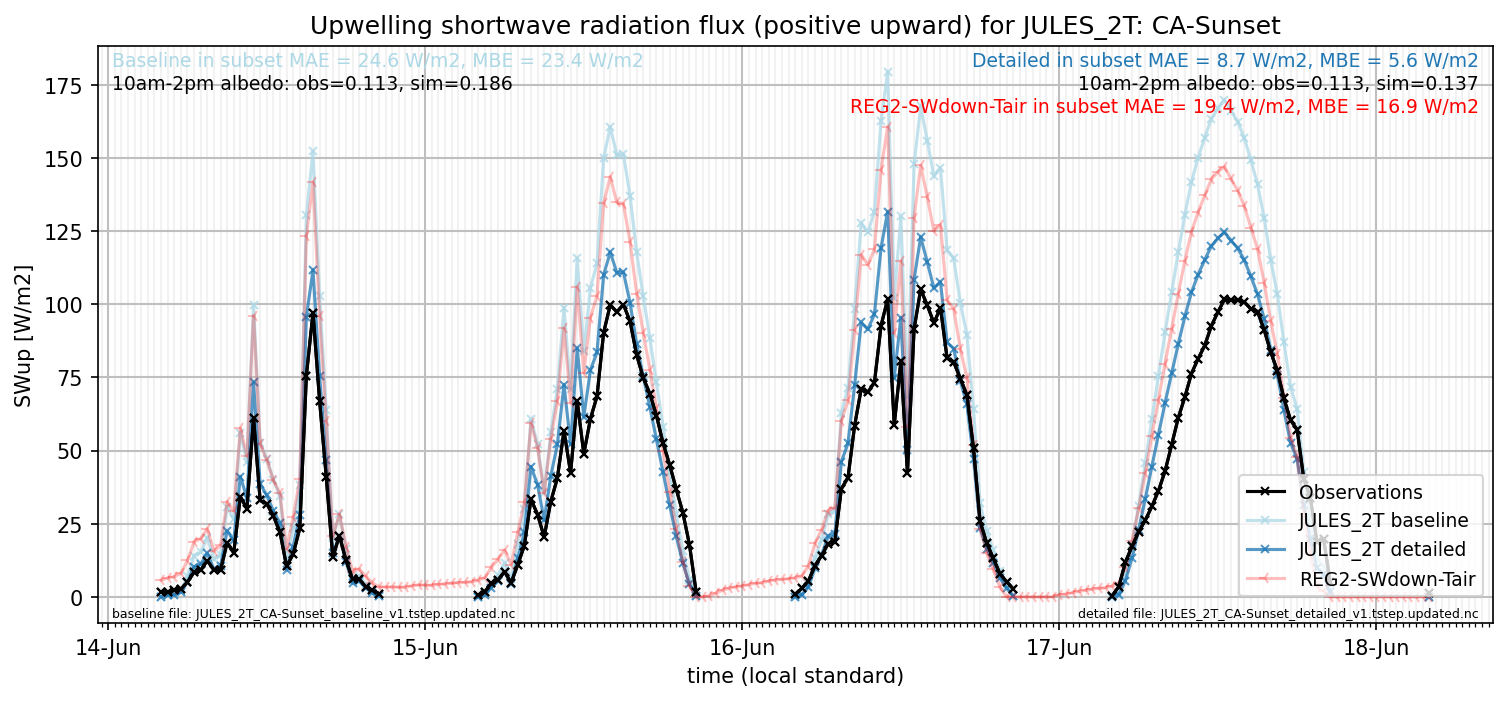 Upwelling shortwave radiation flux (positive upward) for JULES_2T: CA-Sunset
Baseline in subset MAE = 24.6 W/m2, MBE = 23.4 W/m2
10am-2pm albedo: obs=0.113, sim=0.186
Detailed in subset MAE = 8.7 W/m2, MBE = 5.6 W/m2
10am-2pm albedo: obs=0.113, sim=0.137
REG2-SWdown-Tair in subset MAE = 19.4 W/m2, MBE = 16.9 W/m2
SWup [W/m2]
175
150
125
100
75
50
25
0
Observations
JULES_2T baseline
JULES_2T detailed
REG2-SWdown-Tair
baseline file: JULES_2T_CA-Sunset_baseline_v1.tstep.updated.nc
detailed file: JULES_2T_CA-Sunset_detailed_v1.tstep.updated.nc
14-Jun
15-Jun
16-Jun
17-Jun
18-Jun
time (local standard)